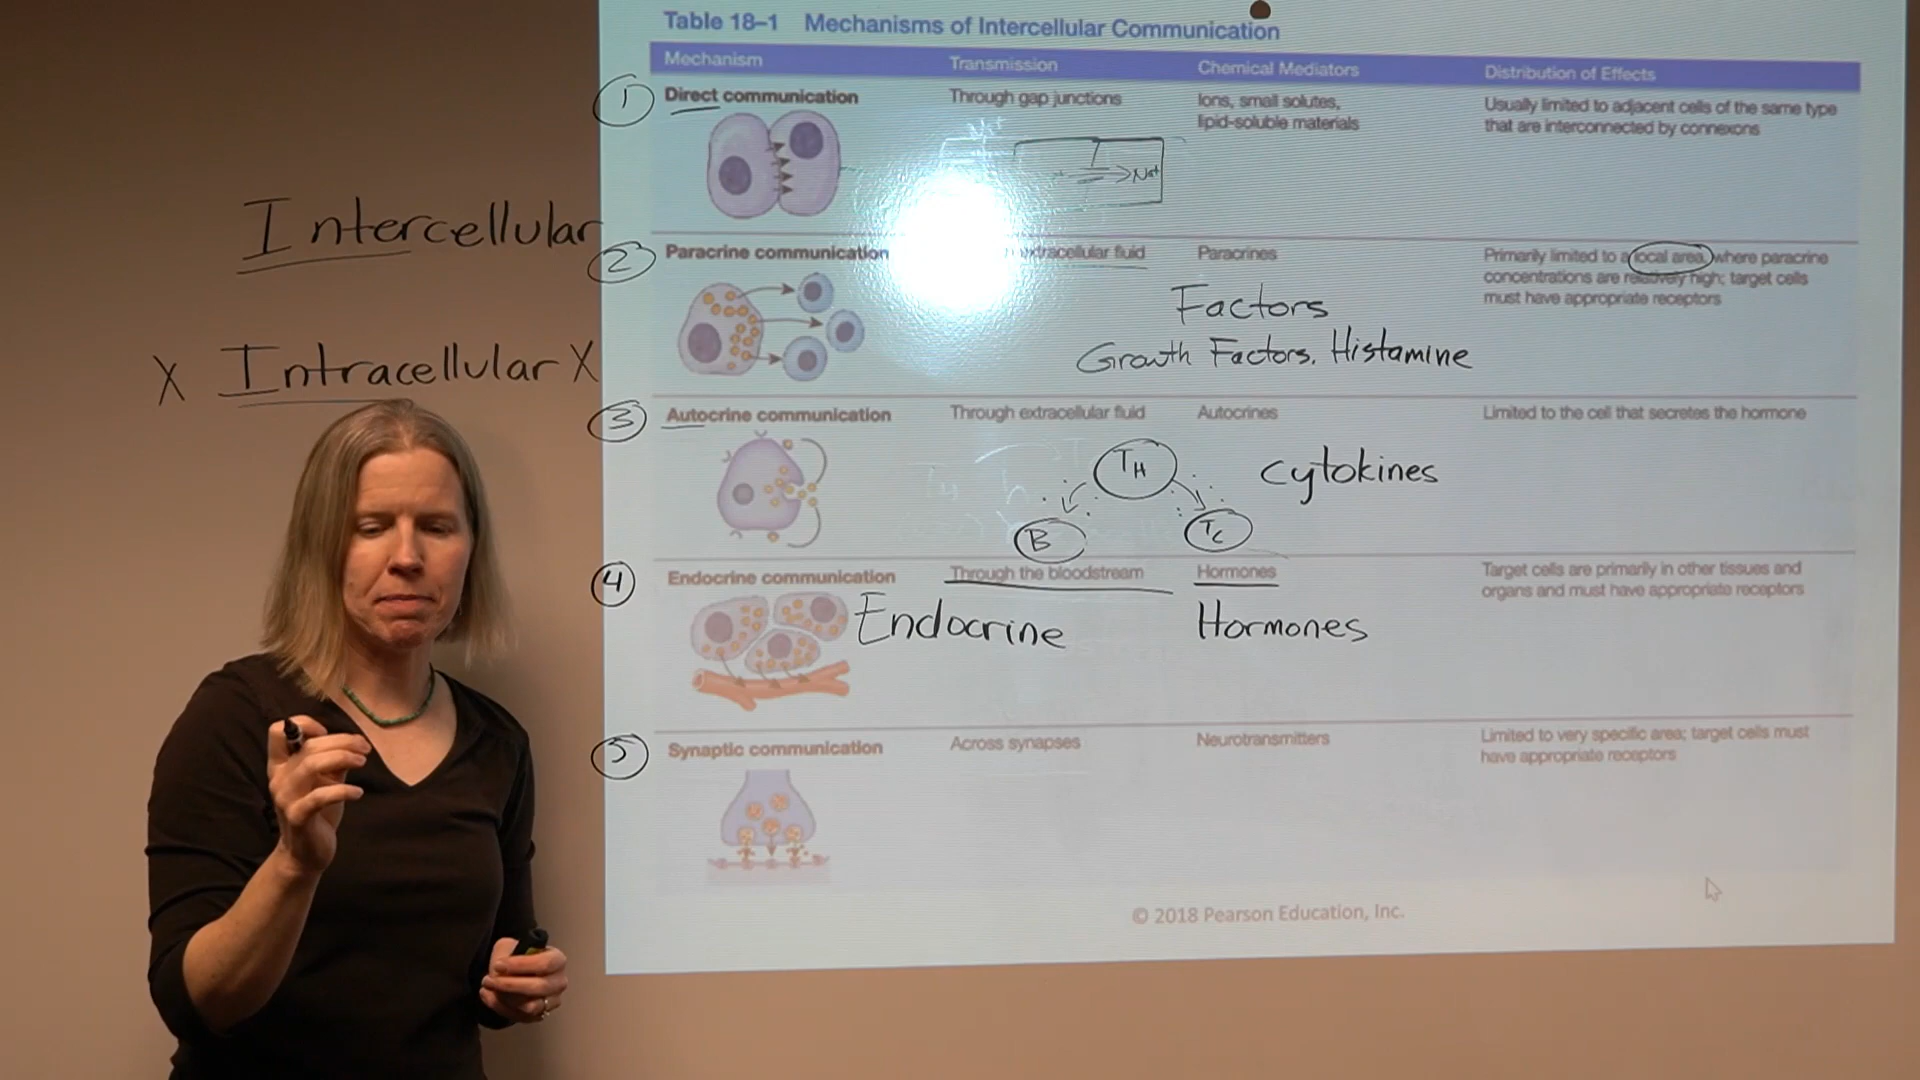 Table 18–1 Mechanisms of Intercellular Communication
Mechanism Transmission Chemical Mediators Distribution of Effects
1 Direct communication Through gap junctions Ions, small solutes, Usually limited to adjacent cells of the same type
lipid-soluble materials that are interconnected by connexons
Na+
Intercellular
2 Paracrine communication extracellular fluid Paracrines Primarily limited to a local area, where paracrine
concentrations are relatively high; target cells
must have appropriate receptors
Factors
Growth Factors. Histamine
X Intracellular X
3 Autocrine communication Through extracellular fluid Autocrines Limited to the cell that secretes the hormone
TH cytokines
B TC
4 Endocrine communication Through the bloodstream Hormones Target cells are primarily in other tissues and
organs and must have appropriate receptors
Endocrine Hormones
5 Synaptic communication Across synapses Neurotransmitters Limited to very specific area; target cells must
have appropriate receptors
© 2018 Pearson Education, Inc.